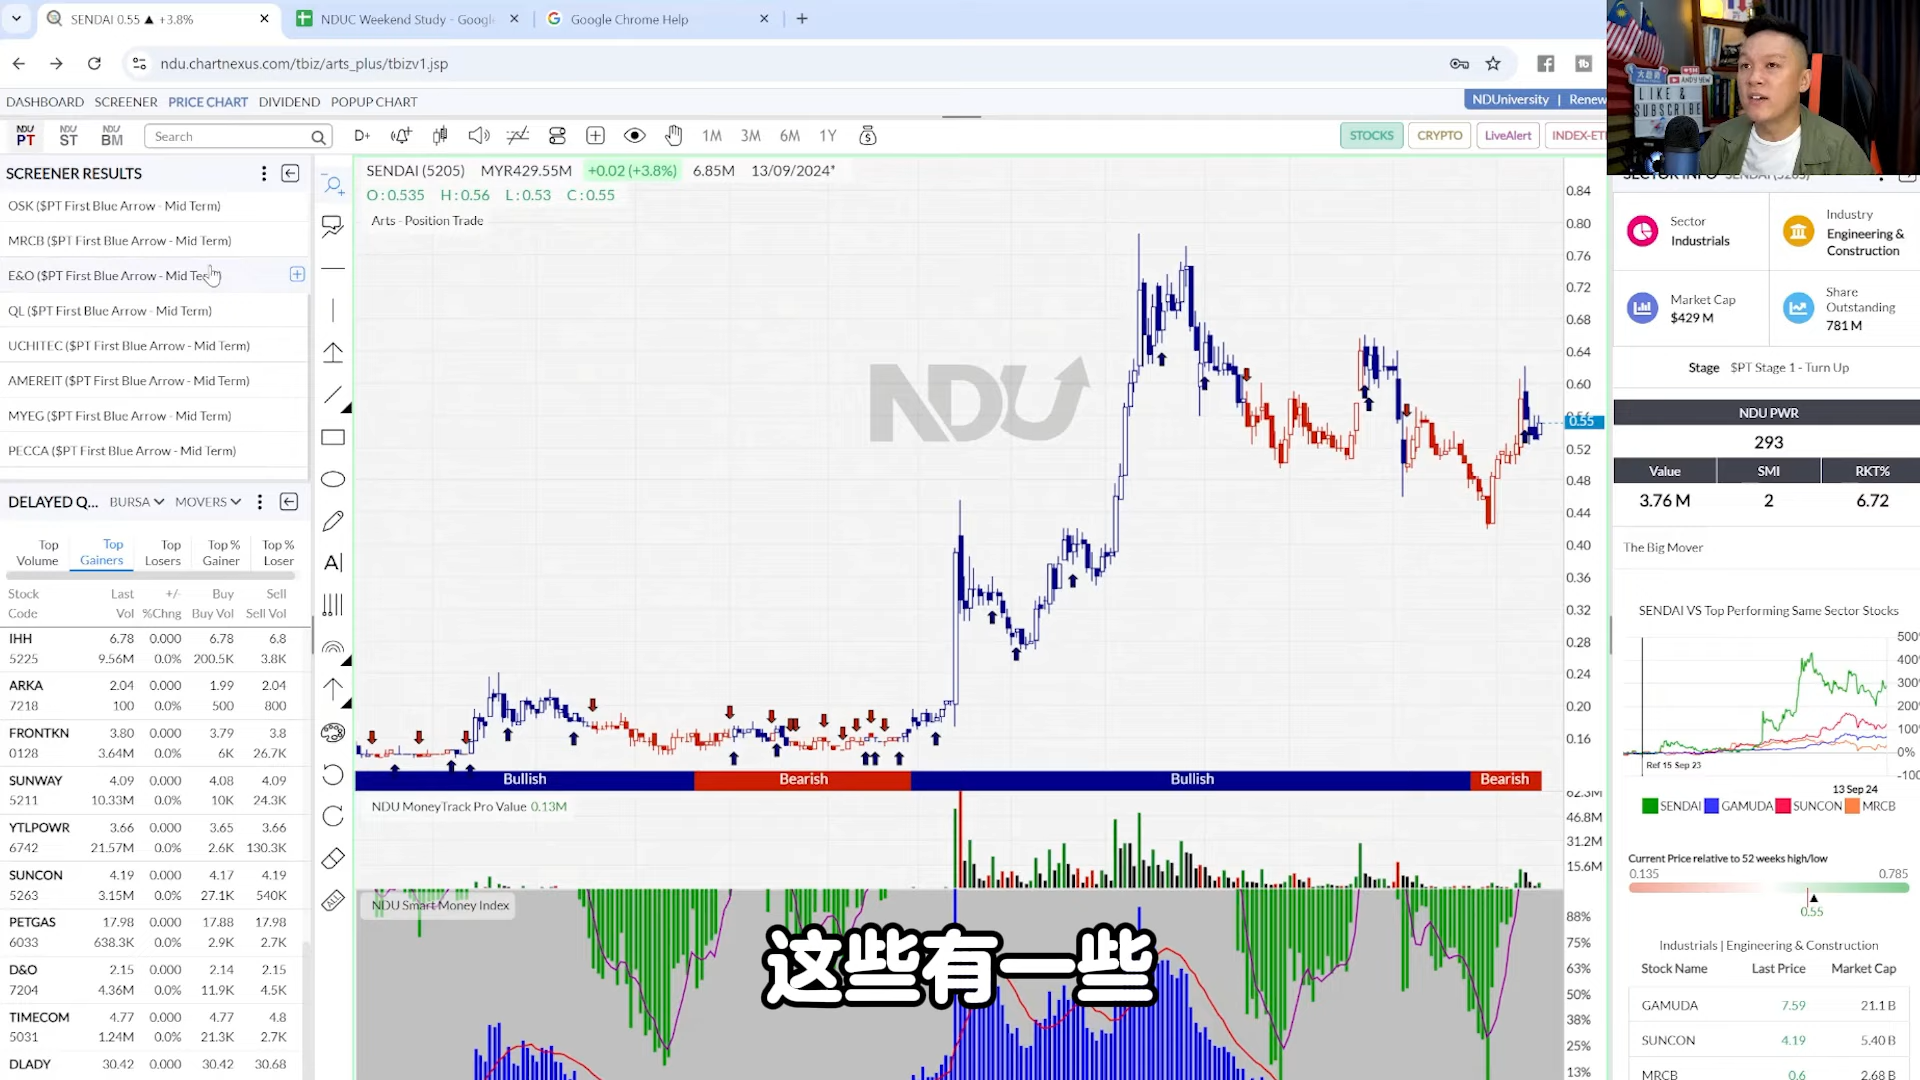 SENDAI 0.55 ▲ +3.8%
NDUC Weekend Study - Googl
Google Chrome Help
ndu.chartnexus.com/tbiz/arts_plus/tbizv1.jsp
DASHBOARD SCREENER PRICE CHART DIVIDEND POPUP CHART
NDUniversity | Renew
NDU PT
NDU ST
NDU BM
Search
D+
1M 3M 6M 1Y
STOCKS CRYPTO LiveAlert INDEX-ET
LIKE &
SUBSCRIBE
SCREENER RESULTS
OSK ($PT First Blue Arrow - Mid Term)
MRCB ($PT First Blue Arrow - Mid Term)
E&O ($PT First Blue Arrow - Mid Te
QL ($PT First Blue Arrow - Mid Term)
UCHITEC ($PT First Blue Arrow - Mid Term)
AMEREIT ($PT First Blue Arrow - Mid Term)
MYEG ($PT First Blue Arrow - Mid Term)
PECCA ($PT First Blue Arrow - Mid Term)
DELAYED Q... BURSA MOVERS
Top Volume
Top Gainers
Top Losers
Top % Gainer
Top % Loser
Stock Last +/- Buy Sell
Code Vol %Chng Buy Vol Sell Vol
IHH 6.78 0.000 6.78 6.8
5225 9.56M 0.0% 200.5K 3.8K
ARKA 2.04 0.000 1.99 2.04
7218 100 0.0% 500 800
FRONTKN 3.80 0.000 3.79 3.8
0128 3.64M 0.0% 6K 26.7K
SUNWAY 4.09 0.000 4.08 4.09
5211 10.33M 0.0% 10K 24.3K
YTLPOWR 3.66 0.000 3.65 3.66
6742 21.57M 0.0% 2.6K 130.3K
SUNCON 4.19 0.000 4.17 4.19
5263 3.15M 0.0% 27.1K 540K
PETGAS 17.98 0.000 17.88 17.98
6033 638.3K 0.0% 2.9K 2.7K
D&O 2.15 0.000 2.14 2.15
7204 4.36M 0.0% 11.9K 4.5K
TIMECOM 4.77 0.000 4.77 4.8
5031 1.24M 0.0% 21.3K 2.7K
DLADY 30.42 0.000 30.42 30.68
SENDAI (5205) MYR429.55M +0.02 (+3.8%) 6.85M 13/09/2024*
O:0.535 H:0.56 L:0.53 C:0.55
Arts - Position Trade
NDU
0.84
0.80
0.76
0.72
0.68
0.64
0.60
0.55
0.52
0.48
0.44
0.40
0.36
0.32
0.28
0.24
0.20
0.16
Bullish Bearish Bullish Bearish
NDU MoneyTrack Pro Value 0.13M
62.3M
46.8M
31.2M
15.6M
NDU Smart Money Index
88%
75%
63%
50%
38%
25%
13%
这些有一些
Sector
Industrials
Industry
Engineering &
Construction
Market Cap
$429 M
Share
Outstanding
781 M
Stage $PT Stage 1 - Turn Up
NDU PWR
293
Value SMI RKT%
3.76 M 2 6.72
The Big Mover
SENDAI VS Top Performing Same Sector Stocks
500%
400%
300%
200%
100%
0%
-100
Ref 15 Sep 23
13 Sep 24
SENDAI GAMUDA SUNCON MRCB
Current Price relative to 52 weeks high/low
0.135 0.785
0.55
Industrials | Engineering & Construction
Stock Name Last Price Market Cap
GAMUDA 7.59 21.1 B
SUNCON 4.19 5.40 B
MRCB 0.6 2.68 B